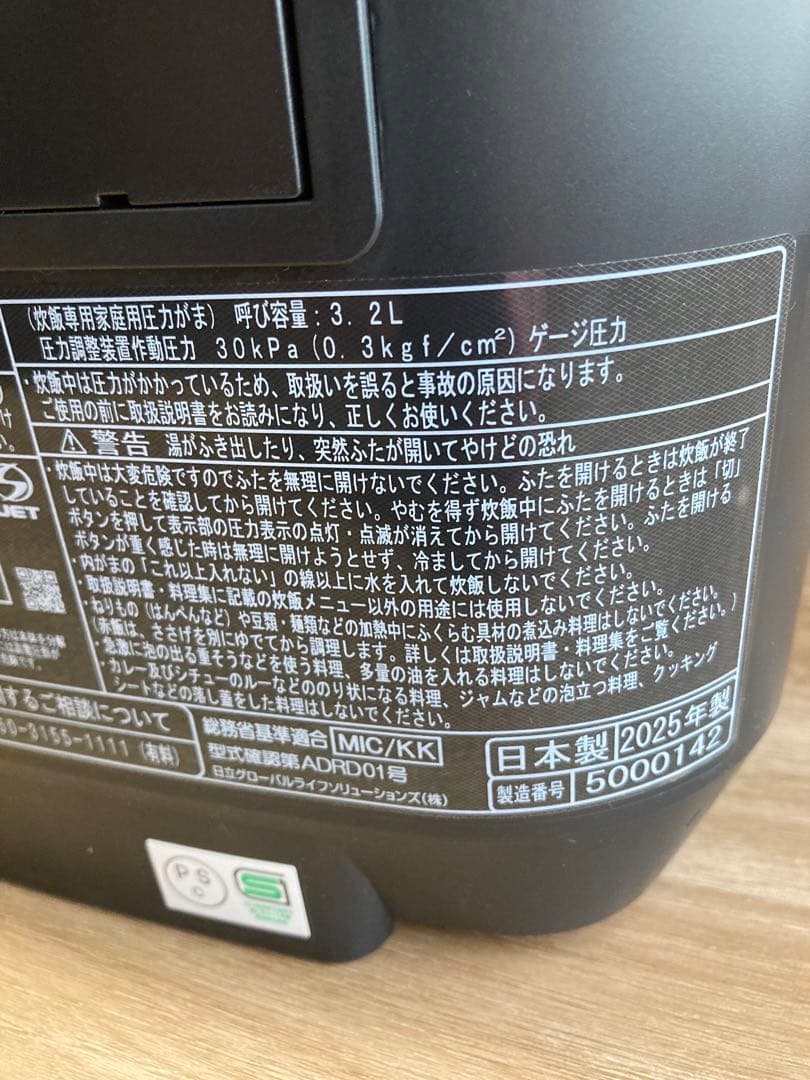 (炊飯専用家庭用圧力がま) 呼び容量:3.2L
圧力調整装置作動圧力 30kPa(0.3kgf/cm²)ゲージ圧力
・炊飯中は圧力がかかっているため、取扱いを誤ると事故の原因になります。
ご使用の前に取扱説明書をお読みになり、正しくお使いください。
警告 湯がふき出したり、突然ふたが開いてやけどの恐れ
・炊飯中は大変危険ですのでふたを無理に開けないでください。ふたを開けるときは炊飯が終了
していることを確認してから開けてください。やむを得ず炊飯中にふたを開けるときは「切」
ボタンを押して表示部の圧力表示の点灯・点滅が消えてから開けてください。ふたを開ける
ボタンが重く感じた時は無理に開けようとせず、冷ましてから開けてください。
・内がまの「これ以上入れない」の線以上に水を入れて炊飯しないでください。
・取扱説明書・料理集に記載の炊飯メニュー以外の用途には使用しないでください。
・ねりもの(はんぺんなど)や豆類・麺類などの加熱中にふくらむ具材の煮込み料理はしないでください。
(赤飯は、ささげを別にゆでてから調理します。詳しくは取扱説明書・料理集をご覧ください。)
・急激に泡の出る重そうなどを使う料理、多量の油を入れる料理はしないでください。
・カレー及びシチューのルーなどののり状になる料理、ジャムなどの泡立つ料理、クッキング
シートなどの落し蓋をした料理はしないでください。
JET
するご相談について
0-3155-1111(有料)
総務省基準適合 MIC/KK
型式確認第ADRD01号
日立グローバルライフソリューションズ(株)
日本製 2025年製
製造番号 5000142
PS
C
S